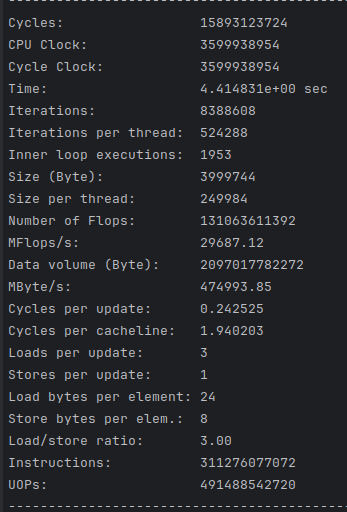 --------------------------------------------
Cycles: 15893123724
CPU Clock: 3599938954
Cycle Clock: 3599938954
Time: 4.414831e+00 sec
Iterations: 8388608
Iterations per thread: 524288
Inner loop executions: 1953
Size (Byte): 3999744
Size per thread: 249984
Number of Flops: 131063611392
MFlops/s: 29687.12
Data volume (Byte): 2097017782272
MByte/s: 474993.85
Cycles per update: 0.242525
Cycles per cacheline: 1.940203
Loads per update: 3
Stores per update: 1
Load bytes per element: 24
Store bytes per elem.: 8
Load/store ratio: 3.00
Instructions: 311276077072
UOPs: 491488542720
--------------------------------------------